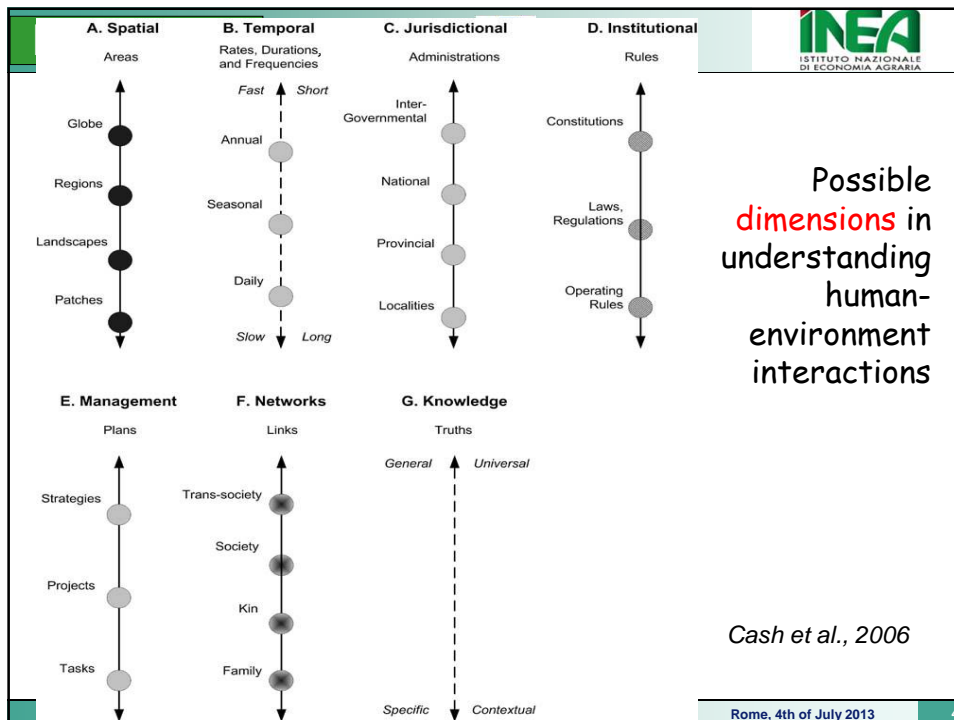 A. Spatial
Areas
Globe
Regions
Landscapes
Patches
B. Temporal
Rates, Durations,
and Frequencies
Fast Short
Annual
Seasonal
Daily
Slow Long
C. Jurisdictional
Administrations
Inter-
Governmental
National
Provincial
Localities
D. Institutional
Rules
Constitutions
Laws,
Regulations
Operating
Rules
INEA
ISTITUTO NAZIONALE
DI ECONOMIA AGRARIA
Possible
dimensions in
understanding
human-
environment
interactions
E. Management
Plans
Strategies
Projects
Tasks
F. Networks
Links
Trans-society
Society
Kin
Family
G. Knowledge
Truths
General Universal
Specific Contextual
Cash et al., 2006
Rome, 4th of July 2013